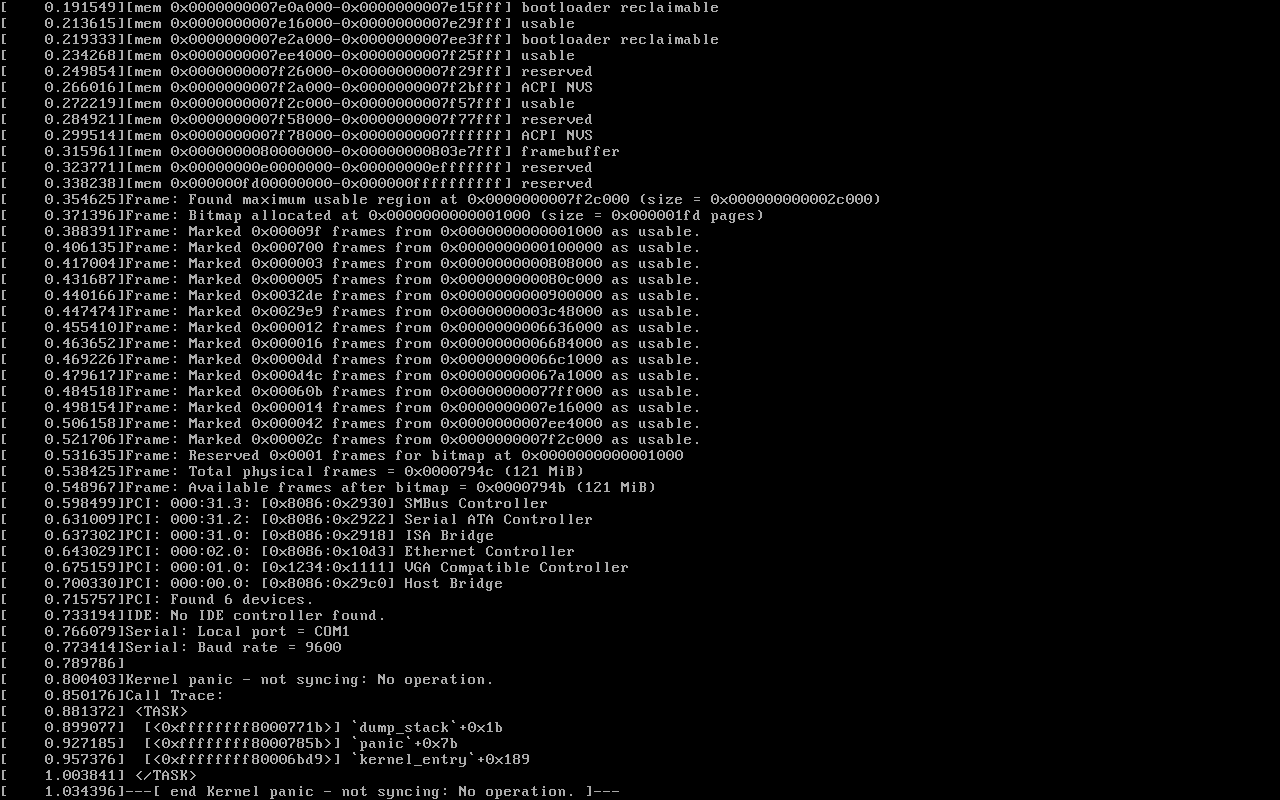 [    0.191549][mem 0x0000000007e0a000-0x0000000007e15fff] bootloader reclaimable
[    0.213615][mem 0x0000000007e16000-0x0000000007e29fff] usable
[    0.219333][mem 0x0000000007e2a000-0x0000000007ee3fff] bootloader reclaimable
[    0.234268][mem 0x0000000007ee4000-0x0000000007f25fff] usable
[    0.249854][mem 0x0000000007f26000-0x0000000007f29fff] reserved
[    0.266016][mem 0x0000000007f2a000-0x0000000007f2bfff] ACPI NVS
[    0.272219][mem 0x0000000007f2c000-0x0000000007f57fff] usable
[    0.284921][mem 0x0000000007f58000-0x0000000007f77fff] reserved
[    0.299514][mem 0x0000000007f78000-0x0000000007ffffff] ACPI NVS
[    0.315961][mem 0x0000000080000000-0x00000000803e7fff] framebuffer
[    0.323771][mem 0x00000000e0000000-0x00000000efffffff] reserved
[    0.338238][mem 0x000000fd00000000-0x000000ffffffffff] reserved
[    0.354625]Frame: Found maximum usable region at 0x0000000007f2c000 (size = 0x000000000002c000)
[    0.371396]Frame: Bitmap allocated at 0x0000000000001000 (size = 0x000001fd pages)
[    0.388391]Frame: Marked 0x00009f frames from 0x0000000000001000 as usable.
[    0.406135]Frame: Marked 0x000700 frames from 0x0000000000100000 as usable.
[    0.417004]Frame: Marked 0x000003 frames from 0x0000000000808000 as usable.
[    0.431687]Frame: Marked 0x000005 frames from 0x000000000080c000 as usable.
[    0.440166]Frame: Marked 0x0032de frames from 0x0000000000900000 as usable.
[    0.447474]Frame: Marked 0x0029e9 frames from 0x0000000003c48000 as usable.
[    0.455410]Frame: Marked 0x000012 frames from 0x0000000006636000 as usable.
[    0.463652]Frame: Marked 0x000016 frames from 0x0000000006684000 as usable.
[    0.469226]Frame: Marked 0x0000dd frames from 0x00000000066c1000 as usable.
[    0.479617]Frame: Marked 0x000d4c frames from 0x00000000067a1000 as usable.
[    0.484518]Frame: Marked 0x00060b frames from 0x00000000077ff000 as usable.
[    0.498154]Frame: Marked 0x000014 frames from 0x0000000007e16000 as usable.
[    0.506158]Frame: Marked 0x000042 frames from 0x0000000007ee4000 as usable.
[    0.521706]Frame: Marked 0x00002c frames from 0x0000000007f2c000 as usable.
[    0.531635]Frame: Reserved 0x0001 frames for bitmap at 0x0000000000001000
[    0.538425]Frame: Total physical frames = 0x0000794c (121 MiB)
[    0.548967]Frame: Available frames after bitmap = 0x0000794b (121 MiB)
[    0.598499]PCI: 000:31.3: [0x8086:0x2930] SMBus Controller
[    0.631009]PCI: 000:31.2: [0x8086:0x2922] Serial ATA Controller
[    0.637302]PCI: 000:31.0: [0x8086:0x2918] ISA Bridge
[    0.643029]PCI: 000:02.0: [0x8086:0x10d3] Ethernet Controller
[    0.675159]PCI: 000:01.0: [0x1234:0x1111] VGA Compatible Controller
[    0.700330]PCI: 000:00.0: [0x8086:0x29c0] Host Bridge
[    0.715757]PCI: Found 6 devices.
[    0.733194]IDE: No IDE controller found.
[    0.766079]Serial: Local port = COM1
[    0.773414]Serial: Baud rate = 9600
[    0.789786]
[    0.800403]Kernel panic - not syncing: No operation.
[    0.850176]Call Trace:
[    0.881372] <TASK>
[    0.899077]  [<0xffffffff8000771b>] `dump_stack`+0x1b
[    0.927185]  [<0xffffffff8000785b>] `panic`+0x7b
[    0.957376]  [<0xffffffff80006bd9>] `kernel_entry`+0x189
[    1.003841] </TASK>
[    1.034396]---[ end Kernel panic - not syncing: No operation. ]---